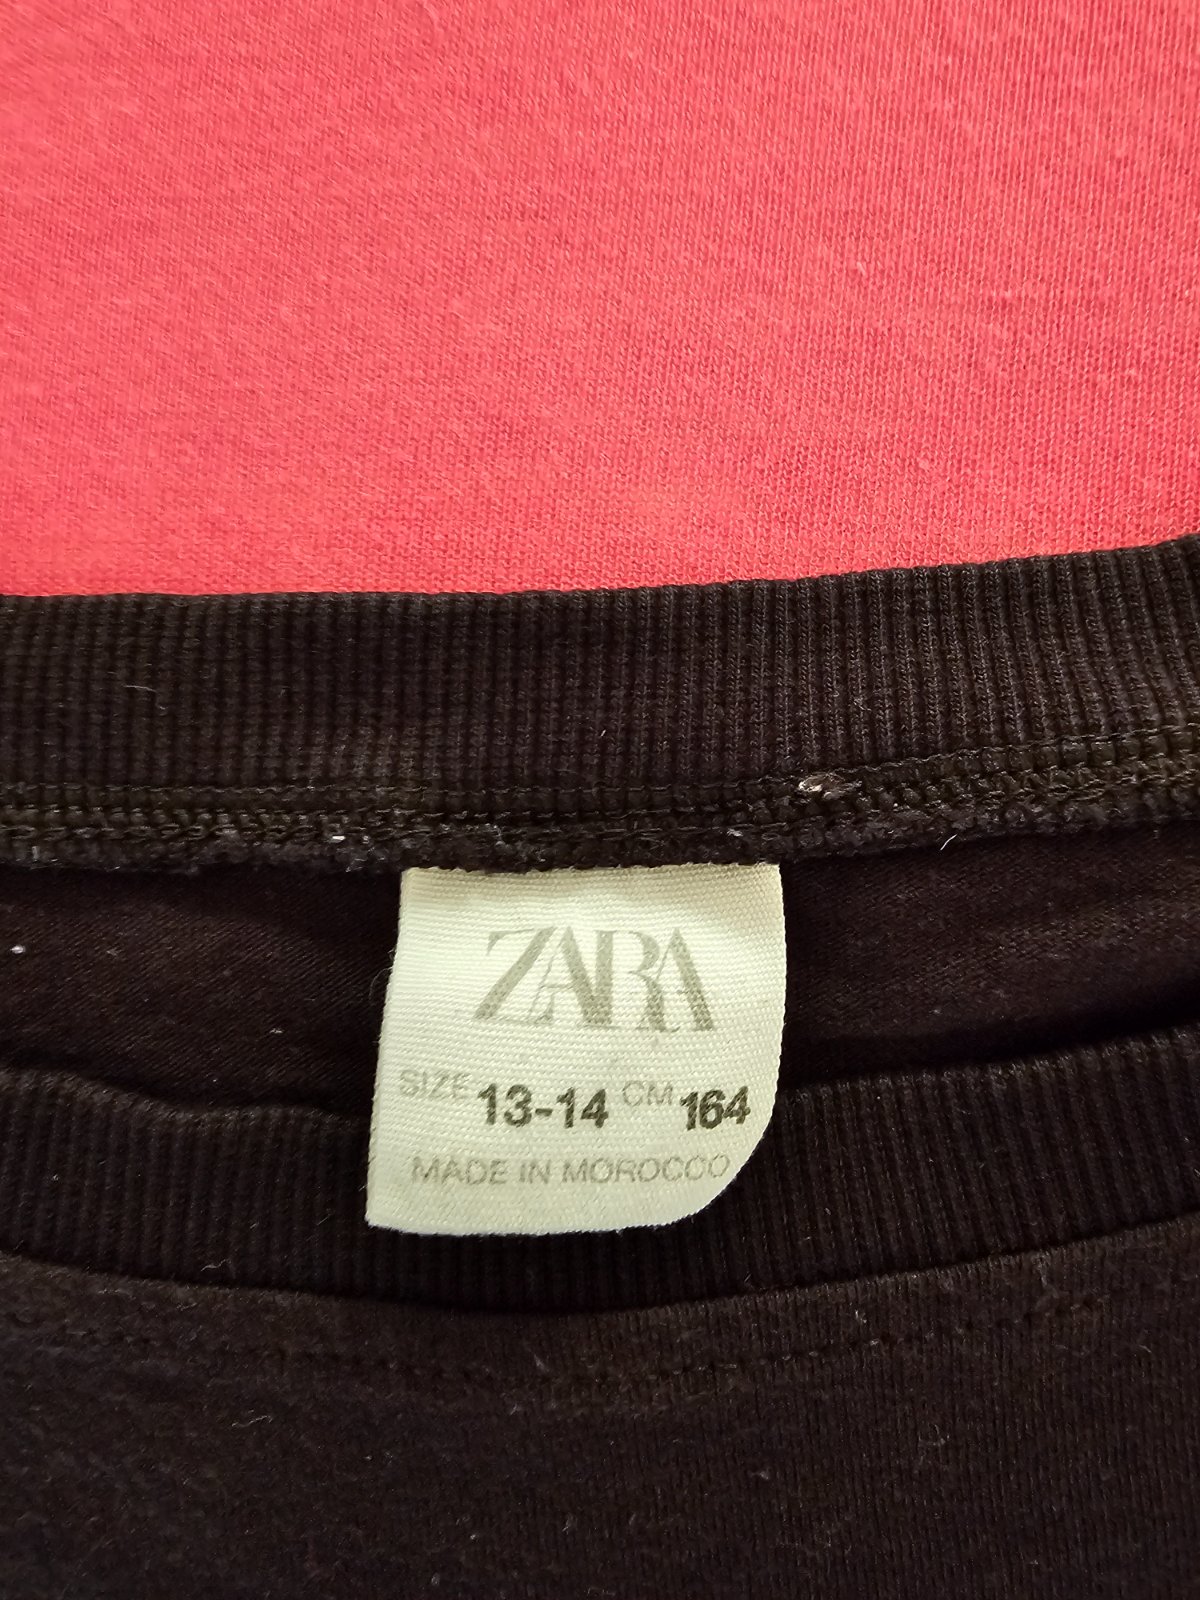 ZARA
SIZE 13-14 CM 164
MADE IN MOROCCO